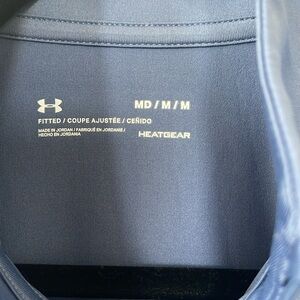 MD / M / M
FITTED / COUPE AJUSTÉE / CEÑIDO
MADE IN JORDAN / FABRIQUÉ EN JORDANIE /
HECHO EN JORDANIA
HEATGEAR